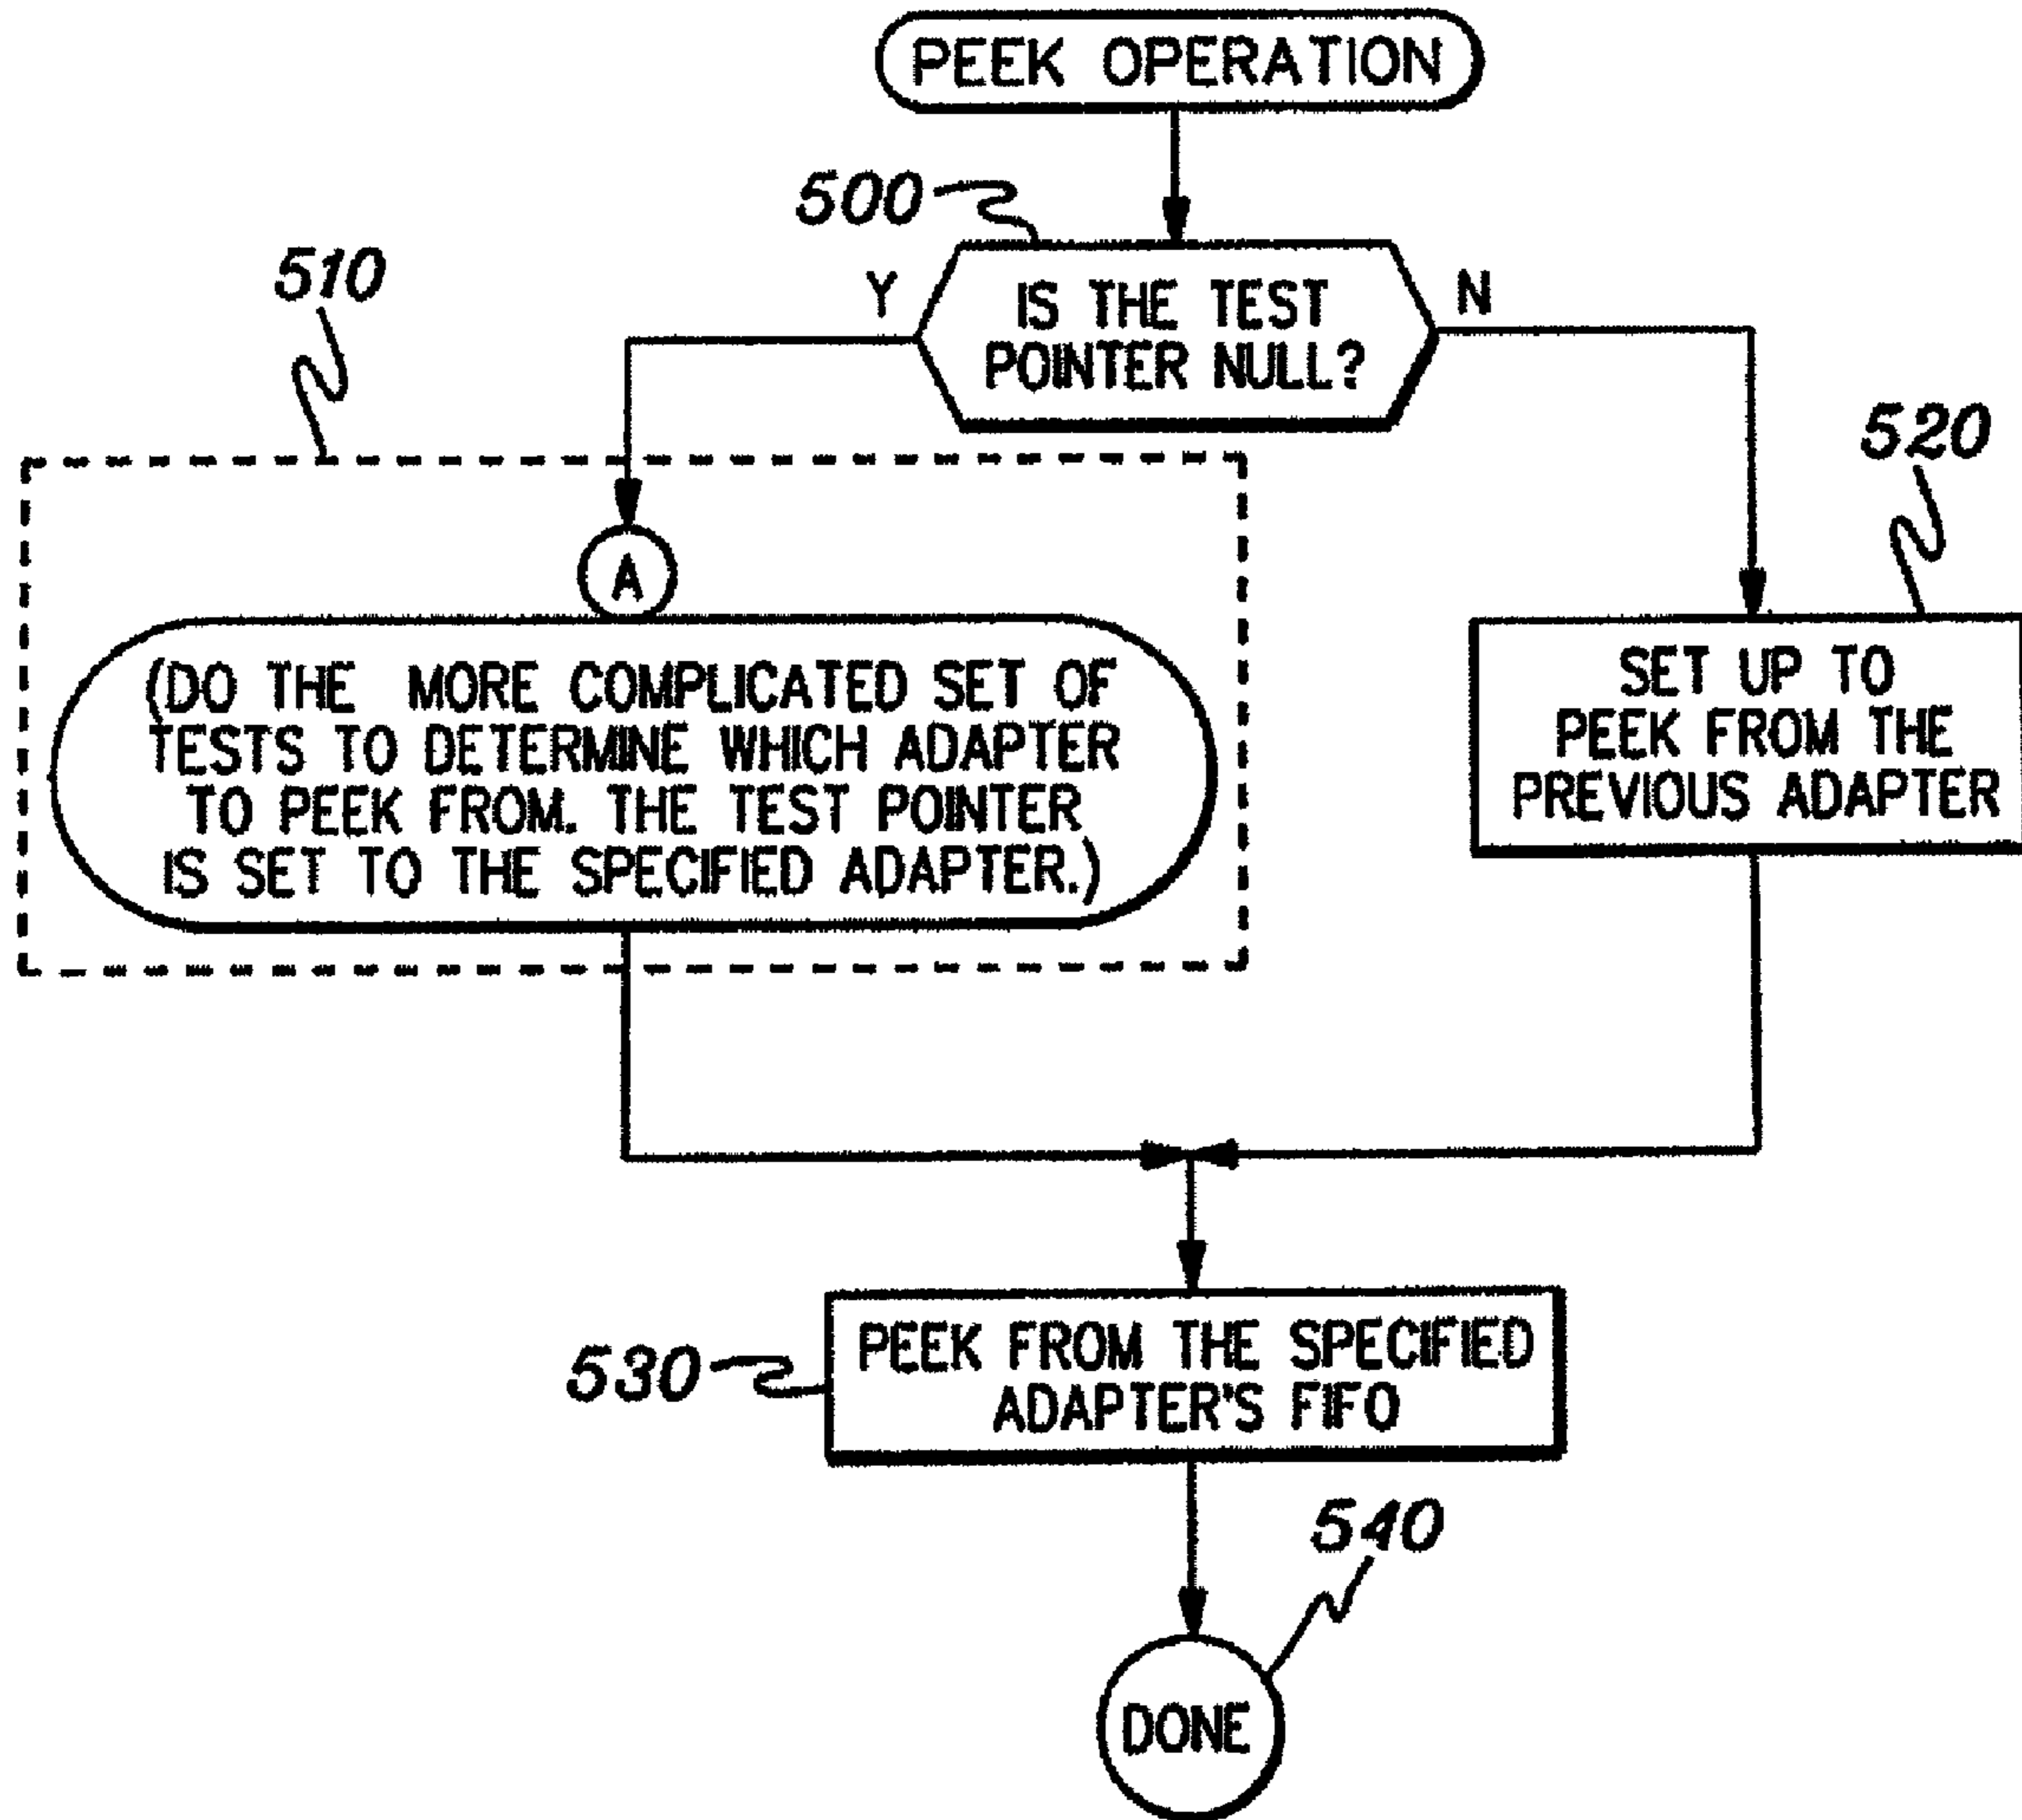 PEEK OPERATION
500
510
Y
IS THE TEST
POINTER NULL?
N
520
A
(DO THE MORE COMPLICATED SET OF
TESTS TO DETERMINE WHICH ADAPTER
TO PEEK FROM. THE TEST POINTER
IS SET TO THE SPECIFIED ADAPTER.)
SET UP TO
PEEK FROM THE
PREVIOUS ADAPTER
530
PEEK FROM THE SPECIFIED
ADAPTER'S FIFO
540
DONE